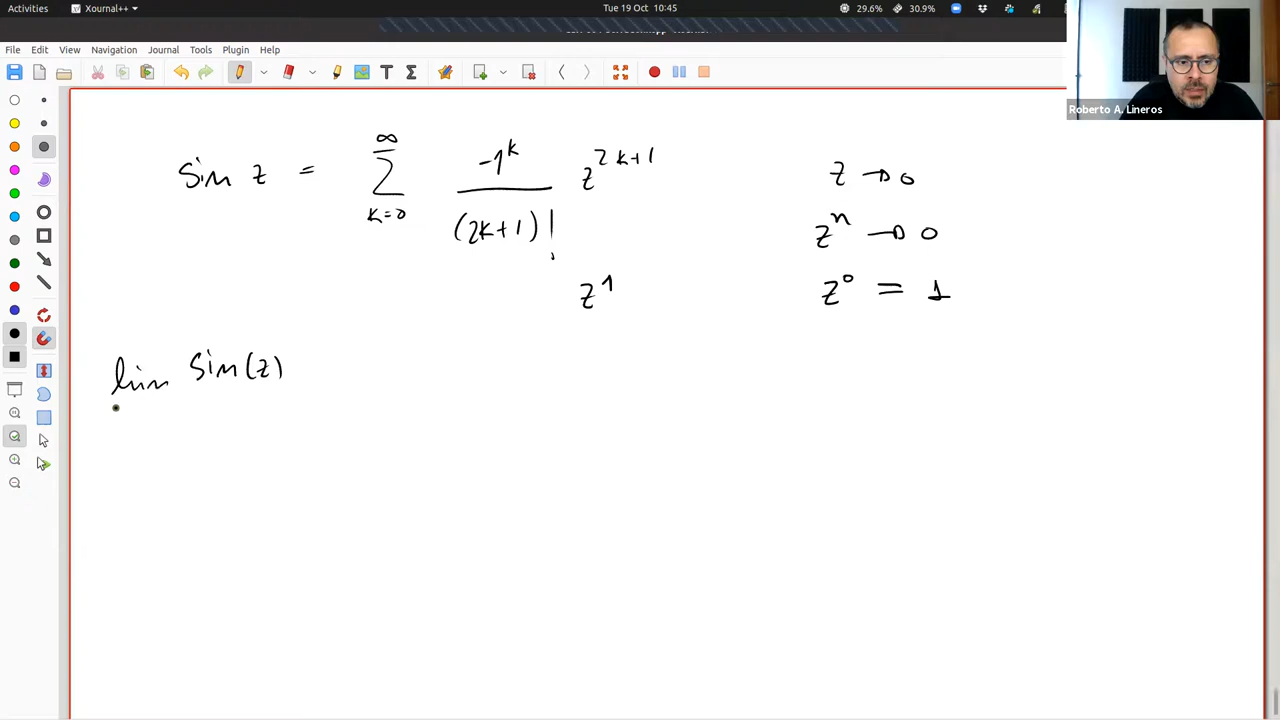 Activities Xournal++ Tue 19 Oct 10:45 29.6% 30.9%
File Edit View Navigation Journal Tools Plugin Help
Roberto A. Lineros
sin z = ∞ ∑ k=0 -1^k / (2k+1)! z^2k+1
z → 0
z^n → 0
z^1
z^0 = 1
lim sin(z)